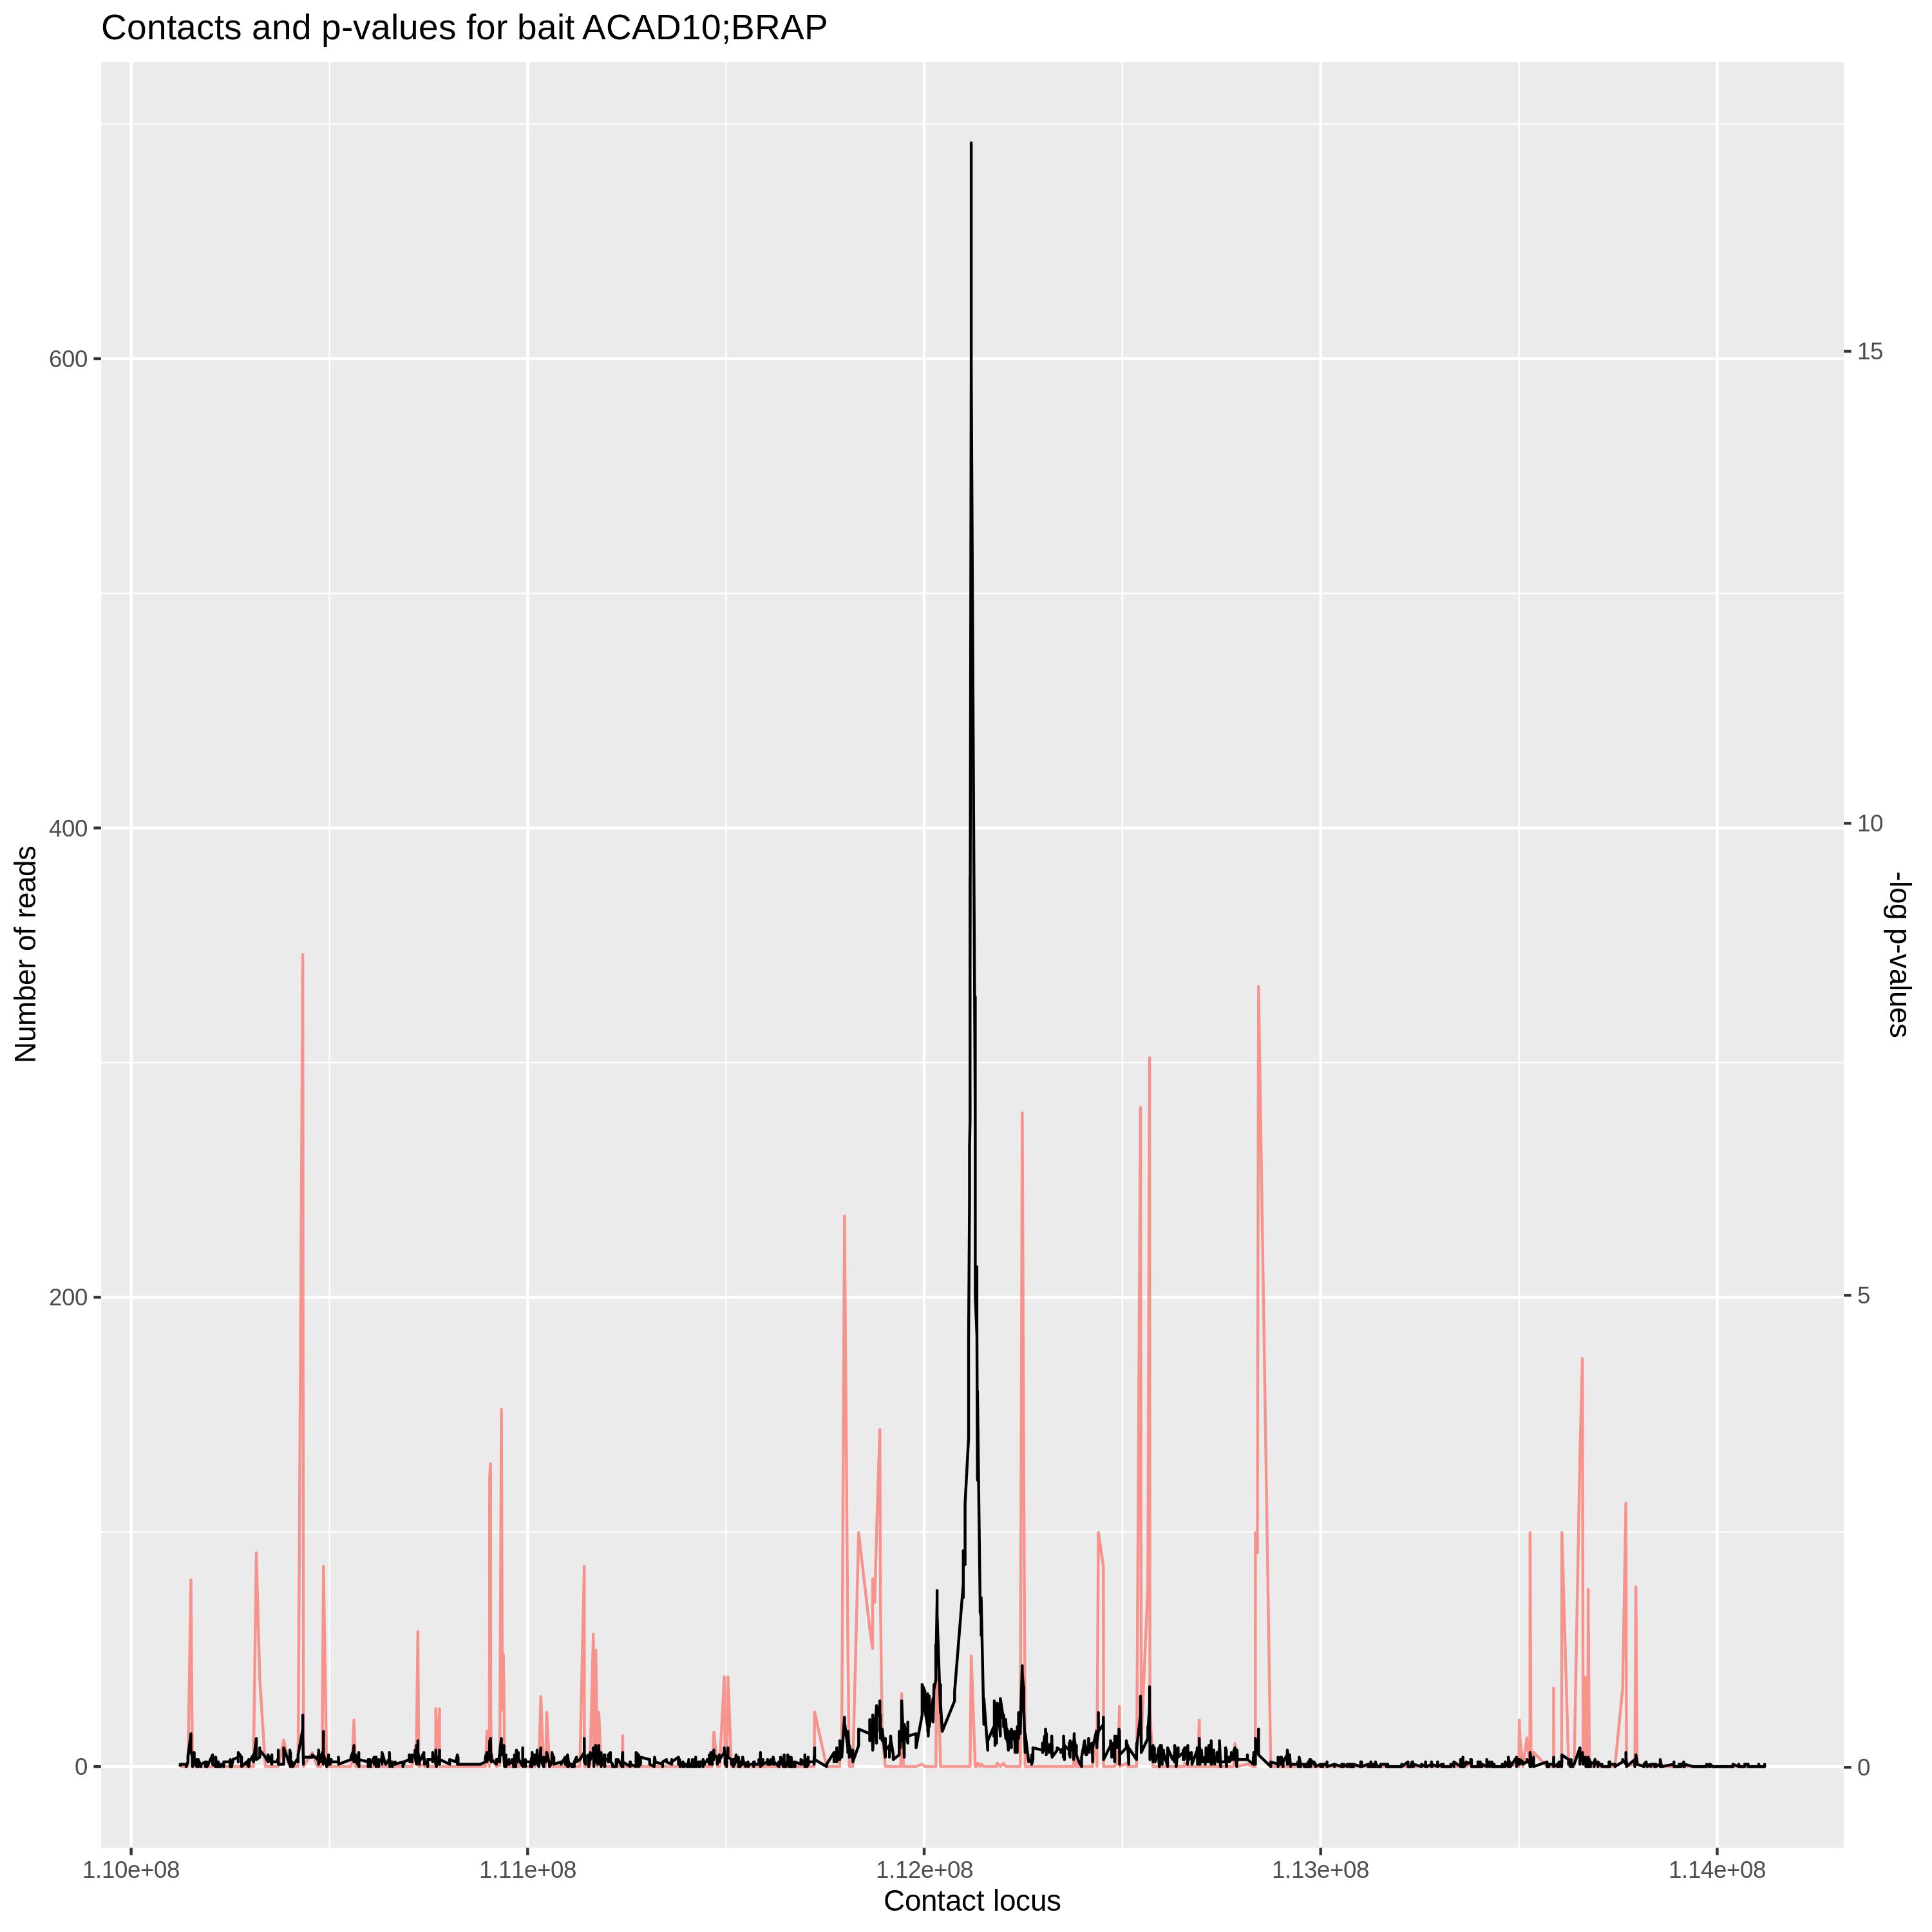 Contacts and p-values for bait ACAD10;BRAP
Number of reads
600
400
200
0
15
10
5
0
-log p-values
1.10e+08
1.11e+08
1.12e+08
1.13e+08
1.14e+08
Contact locus